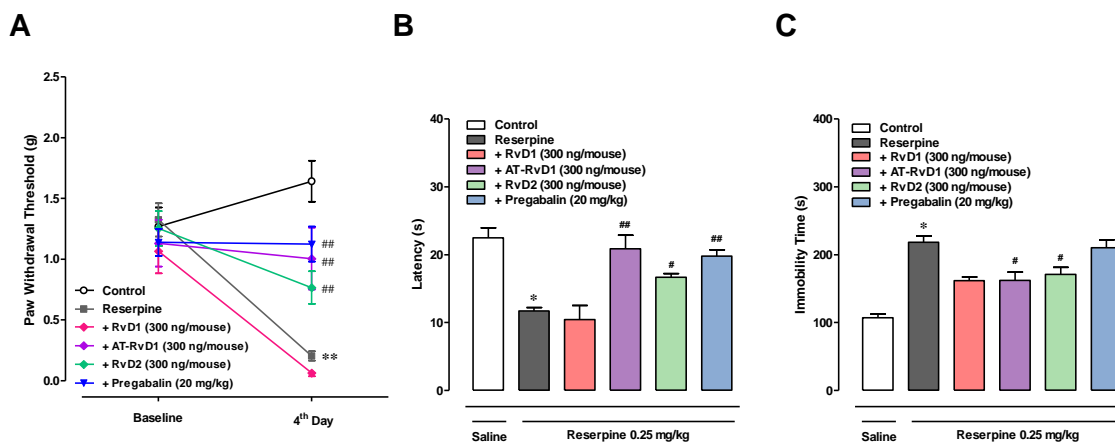 A
Paw Withdrawal Threshold (g)
2.5
2.0
1.5
1.0
0.5
0.0
##
##
##
**
Control
Reserpine
+ RvD1 (300 ng/mouse)
+ AT-RvD1 (300 ng/mouse)
+ RvD2 (300 ng/mouse)
+ Pregabalin (20 mg/kg)
Baseline
4th Day
B
Control
Reserpine
+ RvD1 (300 ng/mouse)
+ AT-RvD1 (300 ng/mouse)
+ RvD2 (300 ng/mouse)
+ Pregabalin (20 mg/kg)
Latency (s)
60
40
20
0
*
##
#
##
Saline
Reserpine 0.25 mg/kg
C
Control
Reserpine
+ RvD1 (300 ng/mouse)
+ AT-RvD1 (300 ng/mouse)
+ RvD2 (300 ng/mouse)
+ Pregabalin (20 mg/kg)
Immobility Time (s)
400
300
200
100
0
*
#
#
Saline
Reserpine 0.25 mg/kg